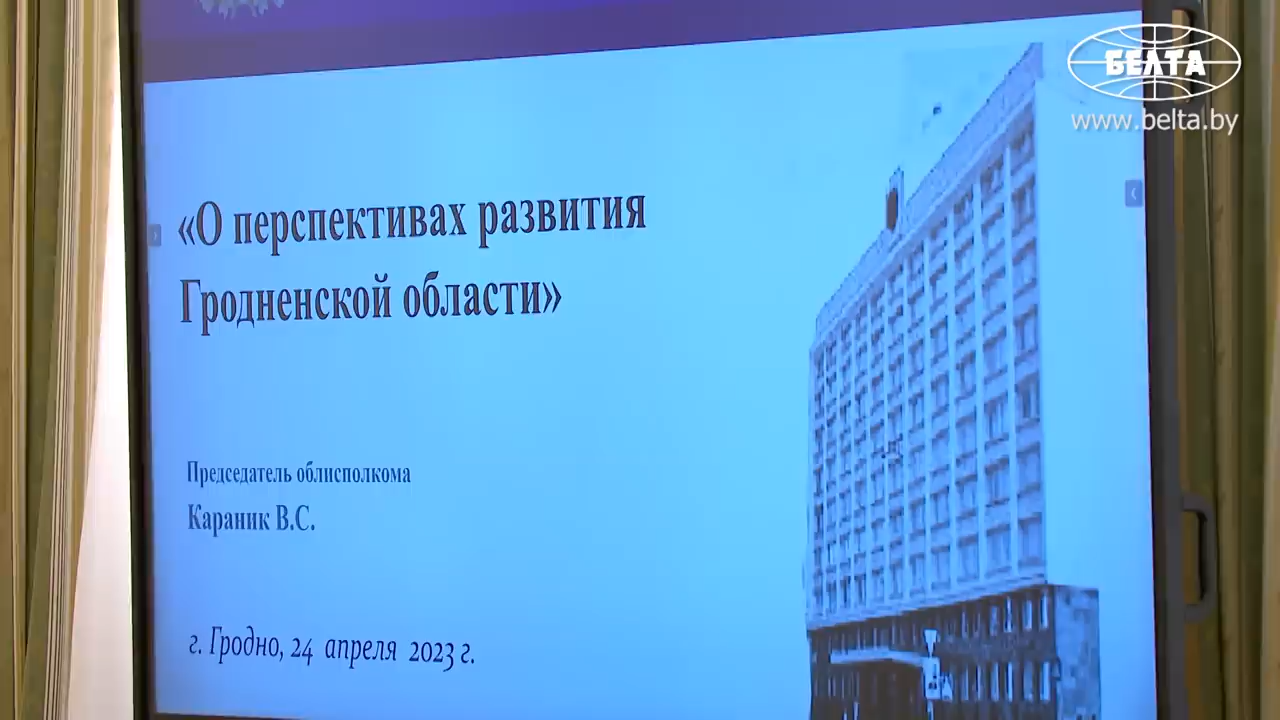 БЕЛТА
www.belta.by
«О перспективах развития
Гродненской области»
Председатель облисполкома
Караник В.С.
г. Гродно, 24 апреля 2023 г.